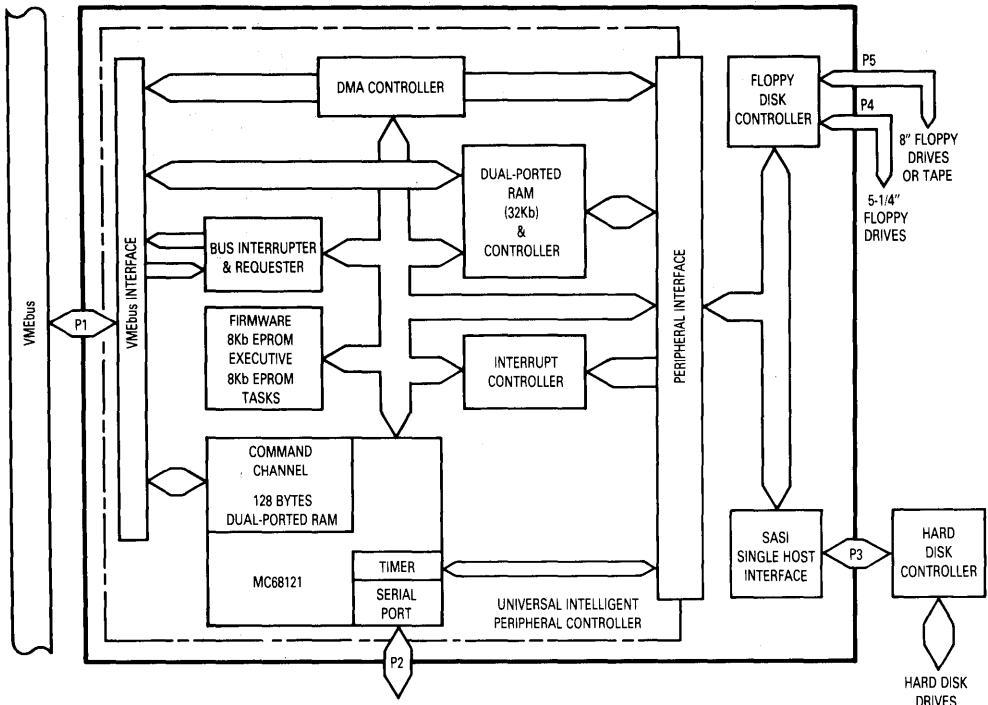 VMEbus
P1
VMEbus INTERFACE
DMA CONTROLLER
DUAL-PORTED
RAM
(32Kb)
&
CONTROLLER
BUS INTERRUPTER
& REQUESTER
FIRMWARE
8Kb EPROM
EXECUTIVE
8Kb EPROM
TASKS
INTERRUPT
CONTROLLER
COMMAND
CHANNEL
128 BYTES
DUAL-PORTED RAM
MC68121
TIMER
SERIAL
PORT
P2
UNIVERSAL INTELLIGENT
PERIPHERAL CONTROLLER
PERIPHERAL INTERFACE
FLOPPY
DISK
CONTROLLER
P5
P4
8" FLOPPY
DRIVES
OR TAPE
5-1/4"
FLOPPY
DRIVES
SASI
SINGLE HOST
INTERFACE
P3
HARD
DISK
CONTROLLER
HARD DISK
DRIVES